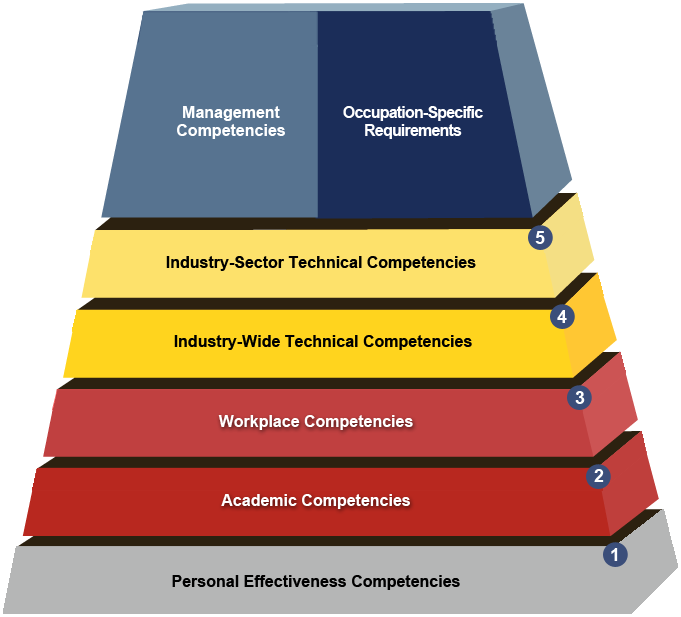 Management
Competencies
Occupation-Specific
Requirements
5
Industry-Sector Technical Competencies
4
Industry-Wide Technical Competencies
3
Workplace Competencies
2
Academic Competencies
1
Personal Effectiveness Competencies